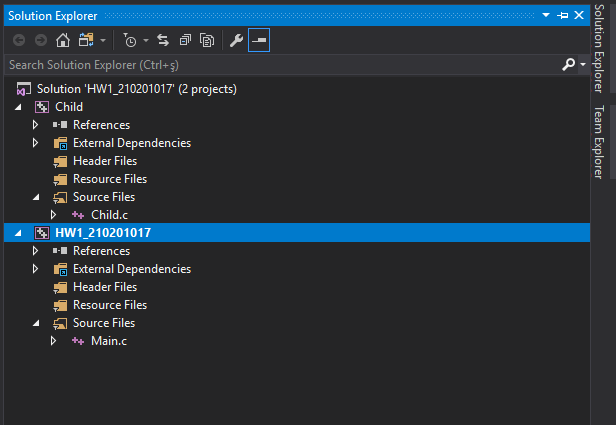 Solution Explorer
Search Solution Explorer (Ctrl+ş)
Solution 'HW1_210201017' (2 projects)
Child
References
External Dependencies
Header Files
Resource Files
Source Files
Child.c
HW1_210201017
References
External Dependencies
Header Files
Resource Files
Source Files
Main.c
Solution Explorer
Team Explorer